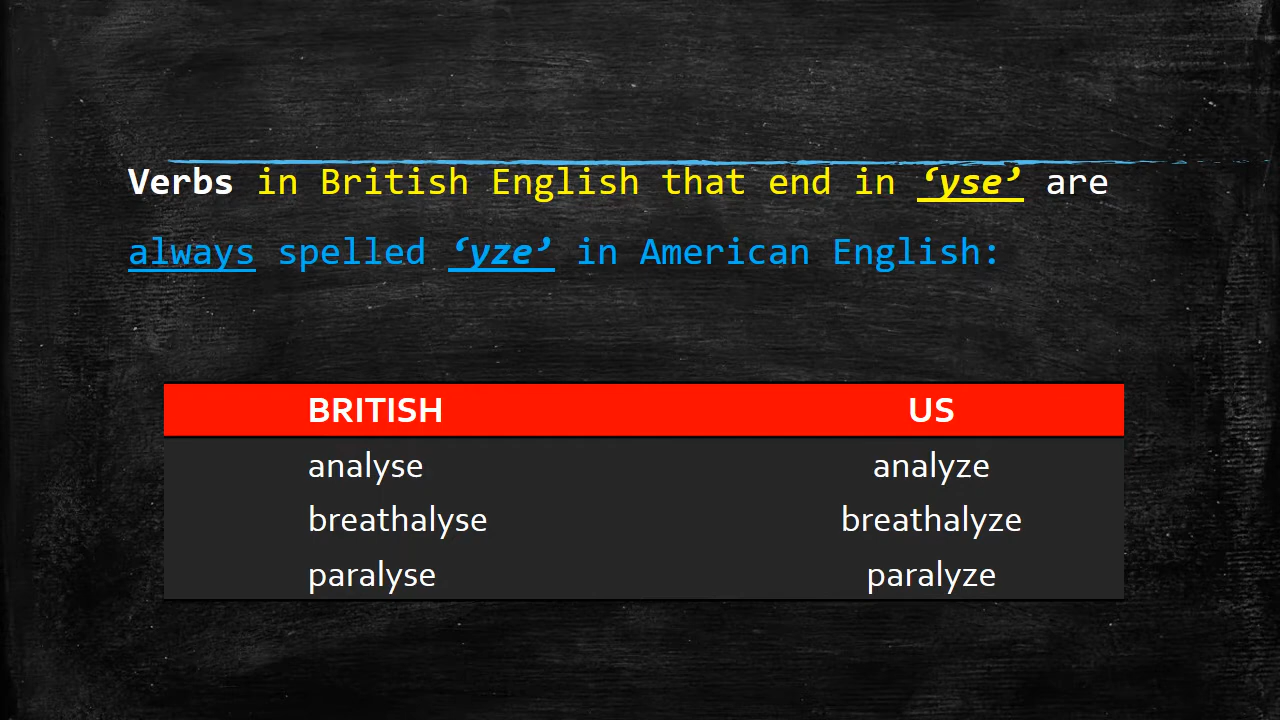 Verbs in British English that end in ‘yse’ are
always spelled ‘yze’ in American English:
BRITISH US
analyse analyze
breathalyse breathalyze
paralyse paralyze